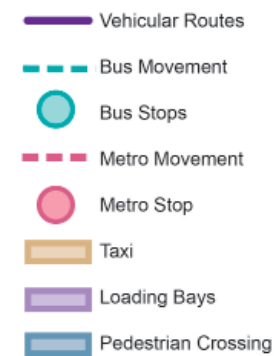 Vehicular Routes
Bus Movement
Bus Stops
Metro Movement
Metro Stop
Taxi
Loading Bays
Pedestrian Crossing